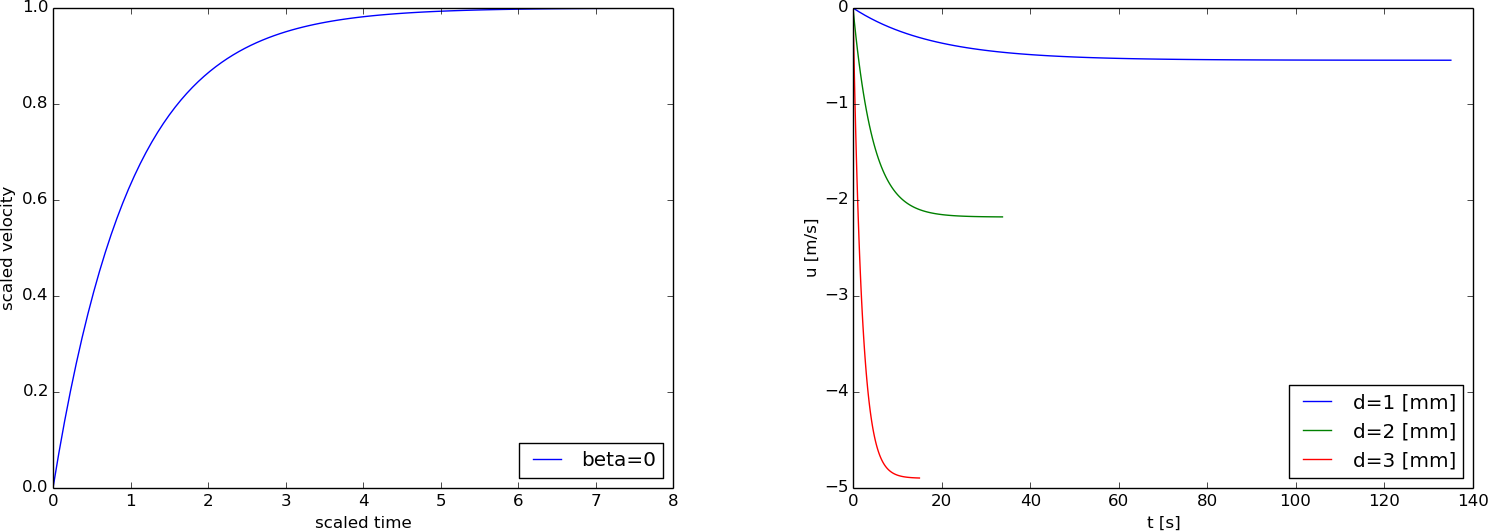 1.0
0.8
0.6
0.4
0.2
0.0
scaled velocity
0 1 2 3 4 5 6 7 8
scaled time
beta=0
0
−1
−2
−3
−4
−5
u [m/s]
0 20 40 60 80 100 120 140
t [s]
d=1 [mm]
d=2 [mm]
d=3 [mm]